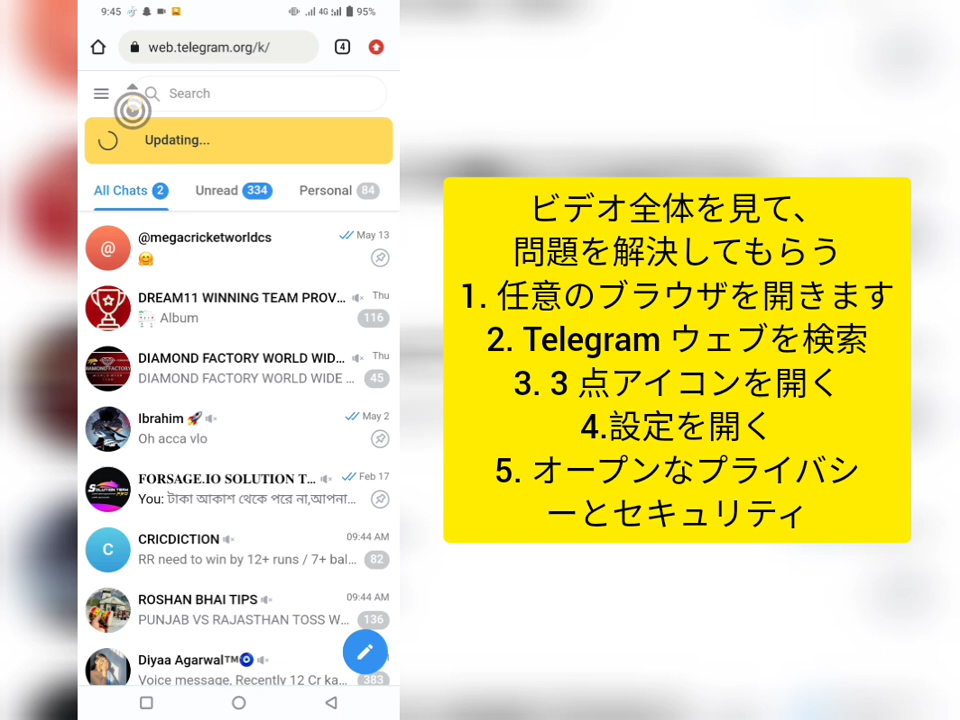 9:45
4G
95%
web.telegram.org/k/
4
Search
Updating...
All Chats 2
Unread 334
Personal 84
@
@megacricketworldcs
May 13
🤗
DREAM11 WINNING TEAM PROV...
Thu
Album
116
DIAMOND FACTORY WORLD WID...
Thu
DIAMOND FACTORY WORLD WIDE ...
45
Ibrahim 🚀
May 2
Oh acca vlo
FORSAGE.IO SOLUTION T...
Feb 17
You: টাকা আকাশ থেকে পরে না,আপনা...
C
CRICDICTION
09:44 AM
RR need to win by 12+ runs / 7+ bal...
82
ROSHAN BHAI TIPS
09:44 AM
PUNJAB VS RAJASTHAN TOSS W...
136
Diyaa Agarwal™🧿
Voice message, Recently 12 Cr ka...
383
ビデオ全体を見て、
問題を解決してもらう
1. 任意のブラウザを開きます
2. Telegram ウェブを検索
3. 3 点アイコンを開く
4.設定を開く
5. オープンなプライバシ
ーとセキュリティ